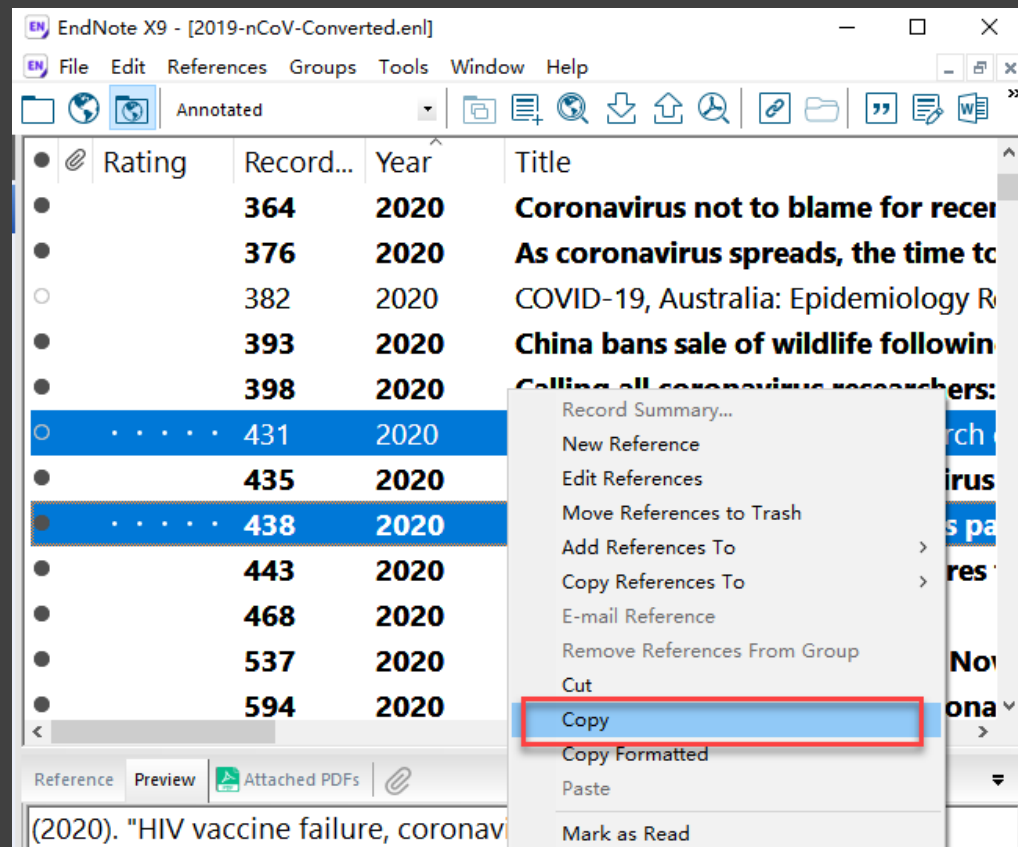 EndNote X9 - [2019-nCoV-Converted.enl]
File Edit References Groups Tools Window Help
Annotated
Rating Record... Year Title
364 2020 Coronavirus not to blame for
376 2020 As coronavirus spreads, the time
382 2020 COVID-19, Australia: Epidemiology
393 2020 China bans sale of wildlife
398 2020 Calling all coronavirus researchers:
431 2020
435 2020
438 2020
443 2020
468 2020
537 2020
594 2020
Record Summary...
New Reference
Edit References
Move References to Trash
Add References To
Copy References To
E-mail Reference
Remove References From Group
Cut
Copy
Copy Formatted
Paste
Mark as Read
Reference Preview Attached PDFs
(2020). "HIV vaccine failure,